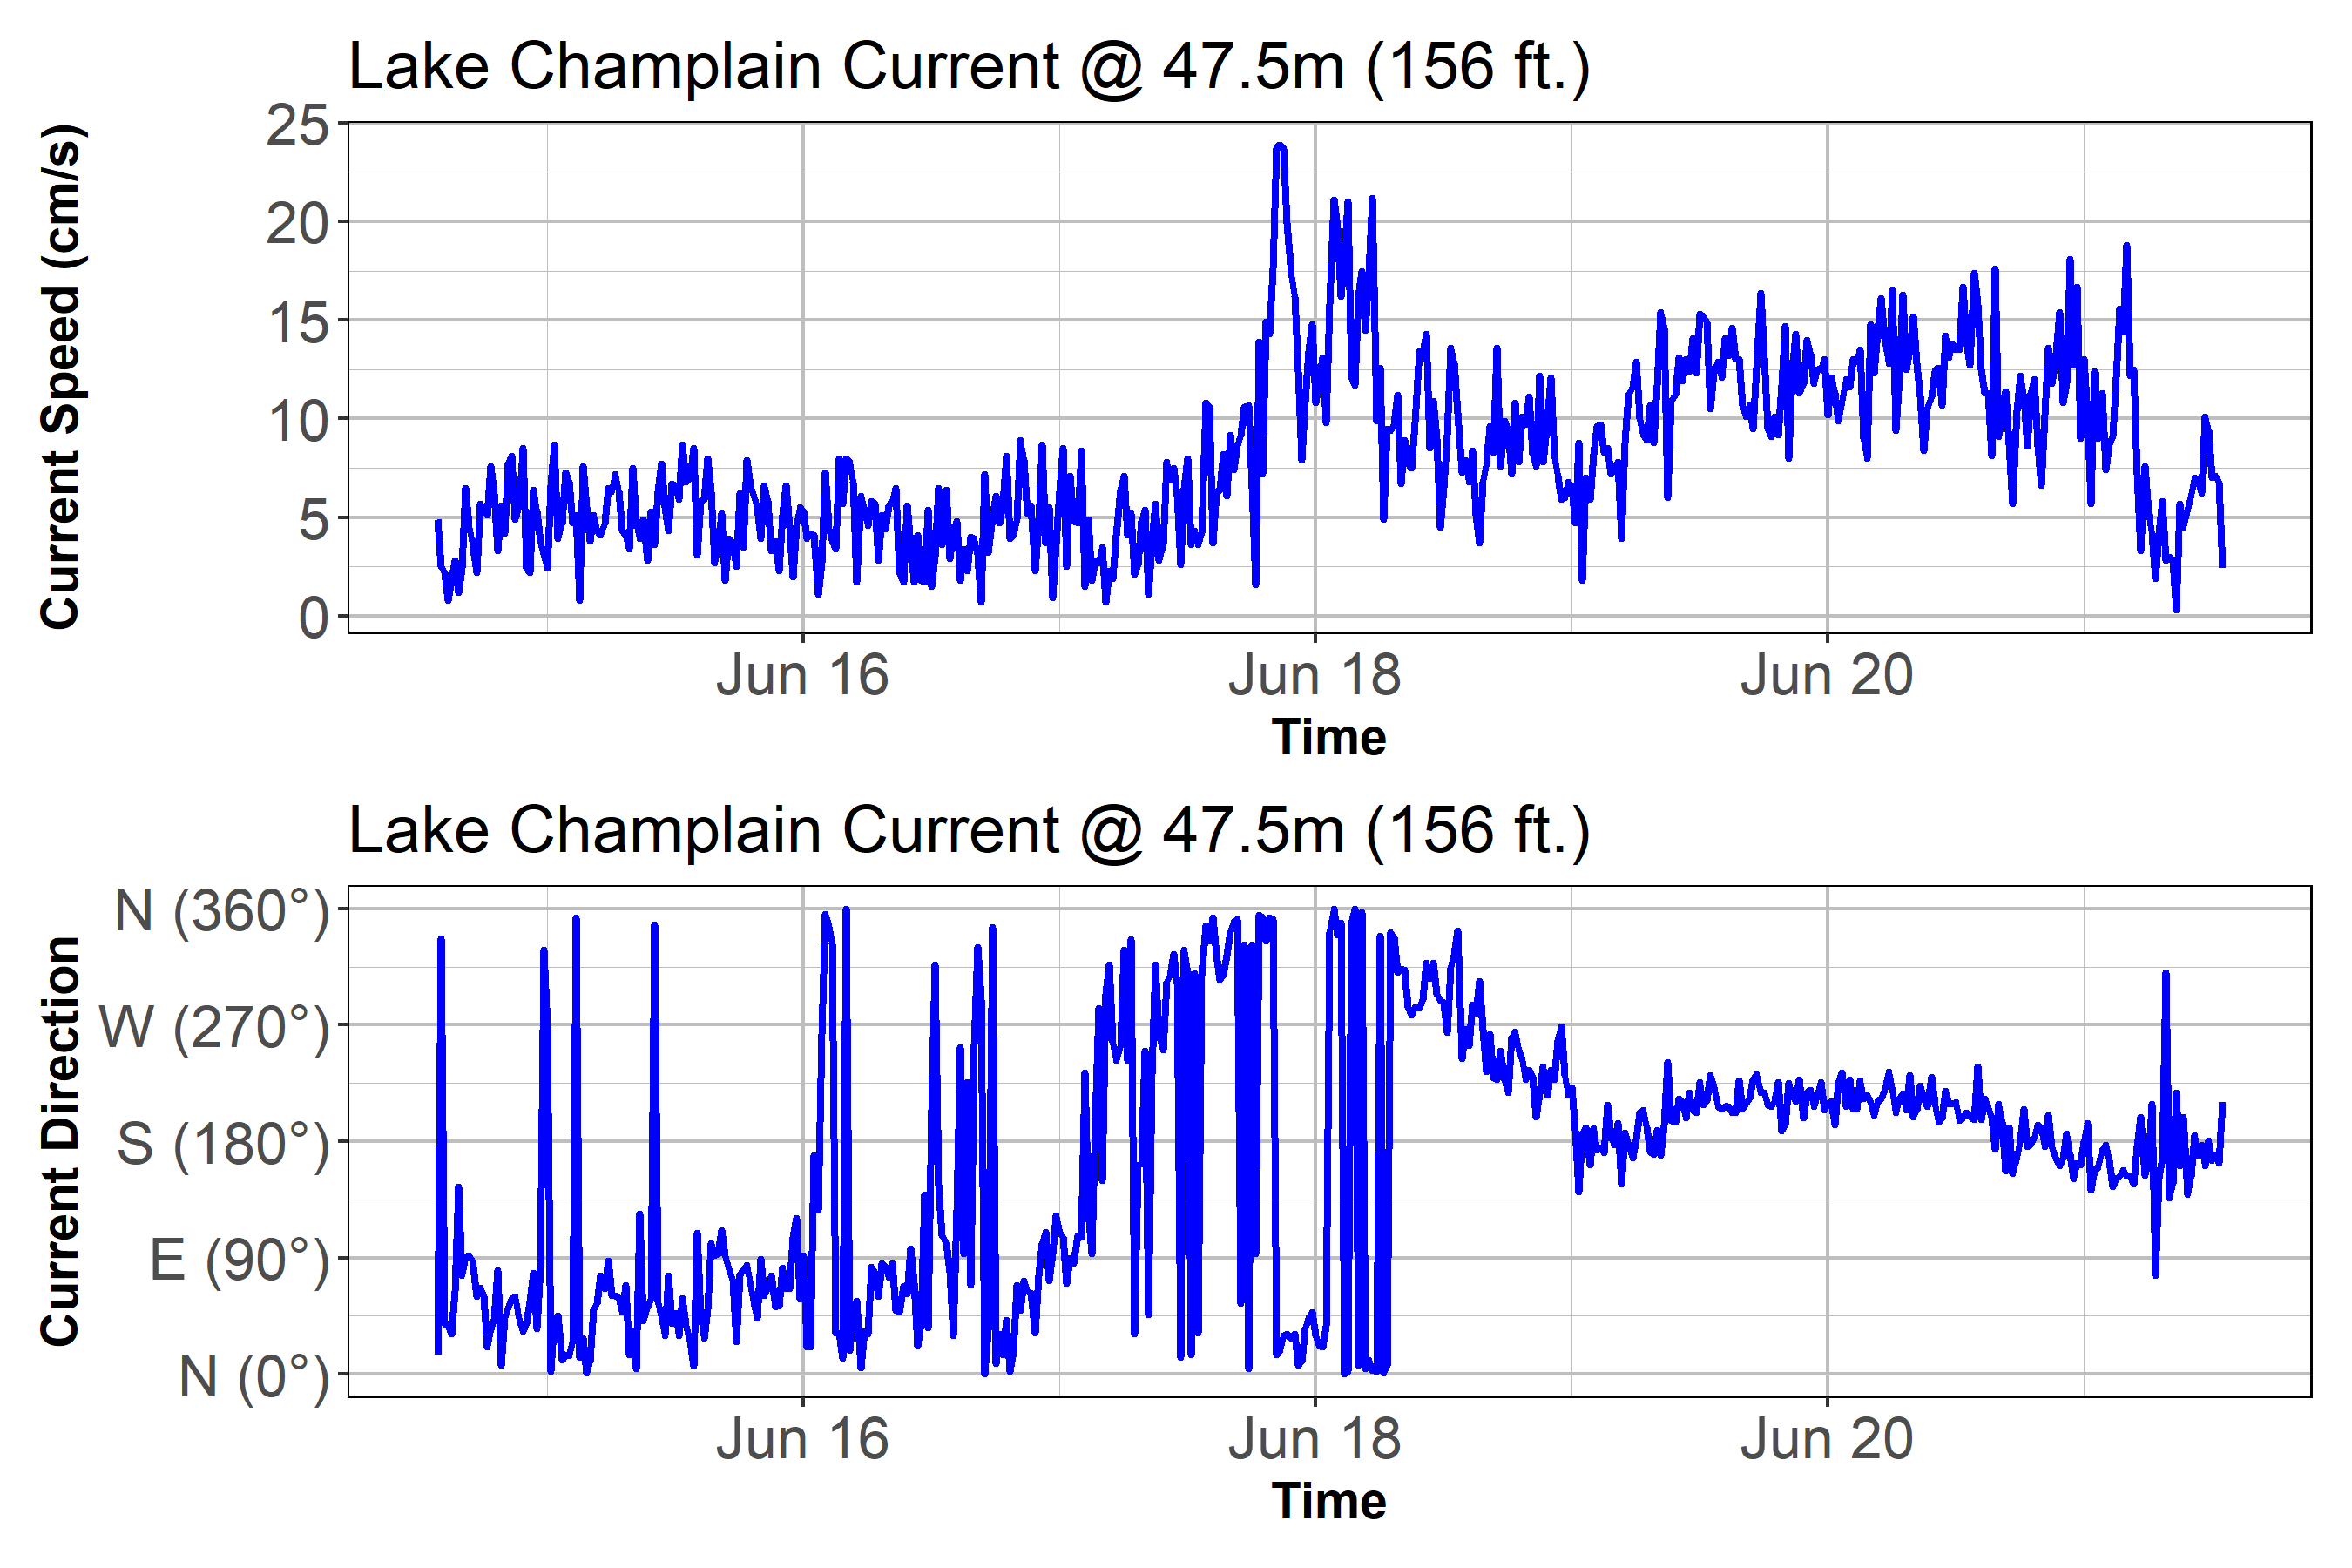 Lake Champlain Current @ 47.5m (156 ft.)
Current Speed (cm/s)
25
20
15
10
5
0
Jun 16 Jun 18 Jun 20
Time
Lake Champlain Current @ 47.5m (156 ft.)
Current Direction
N (360°)
W (270°)
S (180°)
E (90°)
N (0°)
Jun 16 Jun 18 Jun 20
Time